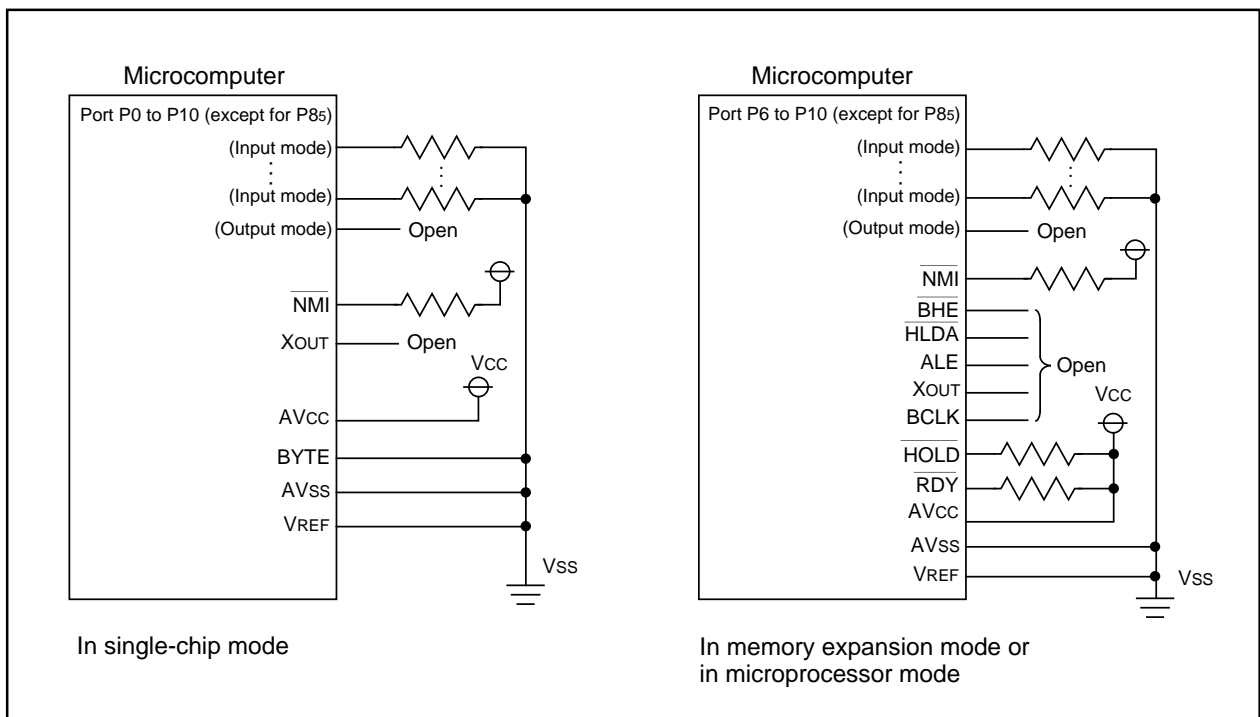 Microcomputer
Port P0 to P10 (except for P85)
(Input mode)
(Input mode)
(Output mode)
Open
NMI
XOUT
Open
VCC
AVCC
BYTE
AVSS
VREF
VSS
In single-chip mode
Microcomputer
Port P6 to P10 (except for P85)
(Input mode)
(Input mode)
(Output mode)
Open
NMI
BHE
HLDA
ALE
XOUT
BCLK
Open
VCC
HOLD
RDY
AVCC
AVSS
VREF
VSS
In memory expansion mode or
in microprocessor mode